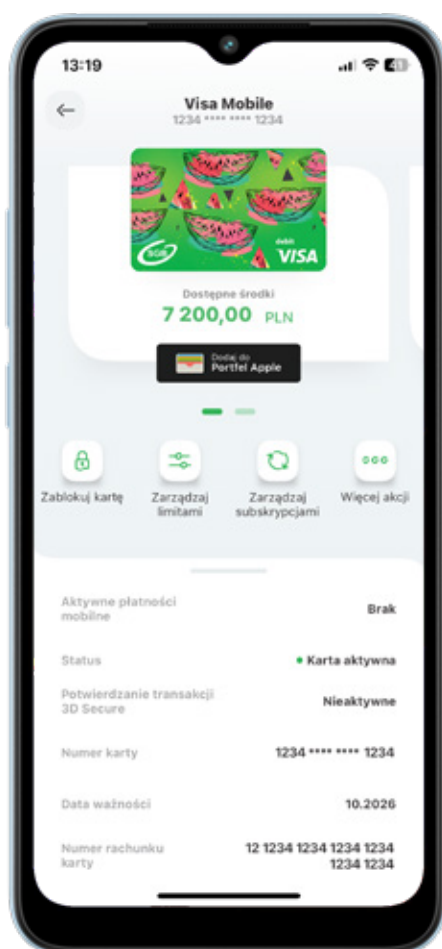 13:19
41
Visa Mobile
1234 **** **** 1234
SGB
debit
VISA
Dostępne środki
7 200,00 PLN
Dodaj do
Portfel Apple
Zablokuj kartę
Zarządzaj
limitami
Zarządzaj
subskrypcjami
Więcej akcji
Aktywne płatności
mobilne
Brak
Status
Karta aktywna
Potwierdzanie transakcji
3D Secure
Nieaktywne
Numer karty
1234 **** **** 1234
Data ważności
10.2026
Numer rachunku
karty
12 1234 1234 1234 1234
1234 1234